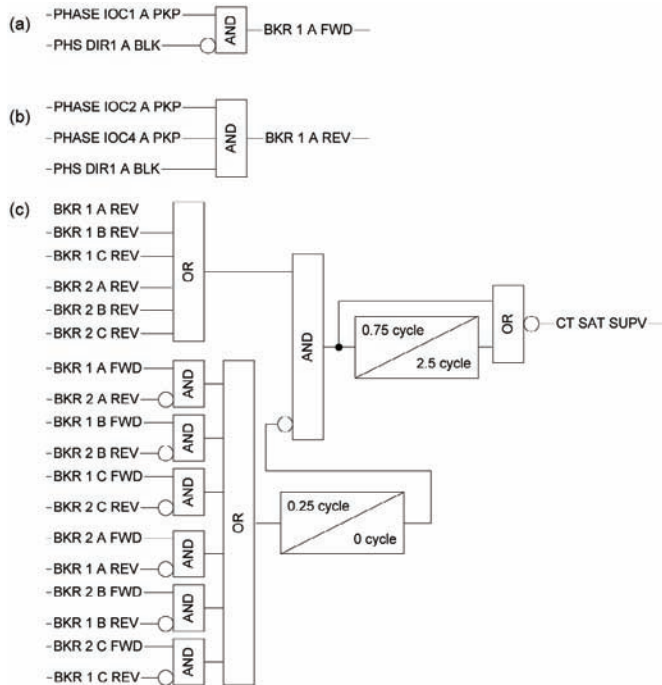 (a)
PHASE IOC1 A PKP
PHS DIR1 A BLK
AND
BKR 1 A FWD
(b)
PHASE IOC2 A PKP
PHASE IOC4 A PKP
PHS DIR1 A BLK
AND
BKR 1 A REV
(c)
BKR 1 A REV
BKR 1 B REV
BKR 1 C REV
BKR 2 A REV
BKR 2 B REV
BKR 2 C REV
OR
AND
0.75 cycle
2.5 cycle
OR
CT SAT SUPV
BKR 1 A FWD
BKR 2 A REV
AND
BKR 1 B FWD
BKR 2 B REV
AND
BKR 1 C FWD
BKR 2 C REV
AND
BKR 2 A FWD
BKR 1 A REV
AND
BKR 2 B FWD
BKR 1 B REV
AND
BKR 2 C FWD
BKR 1 C REV
AND
OR
0.25 cycle
0 cycle